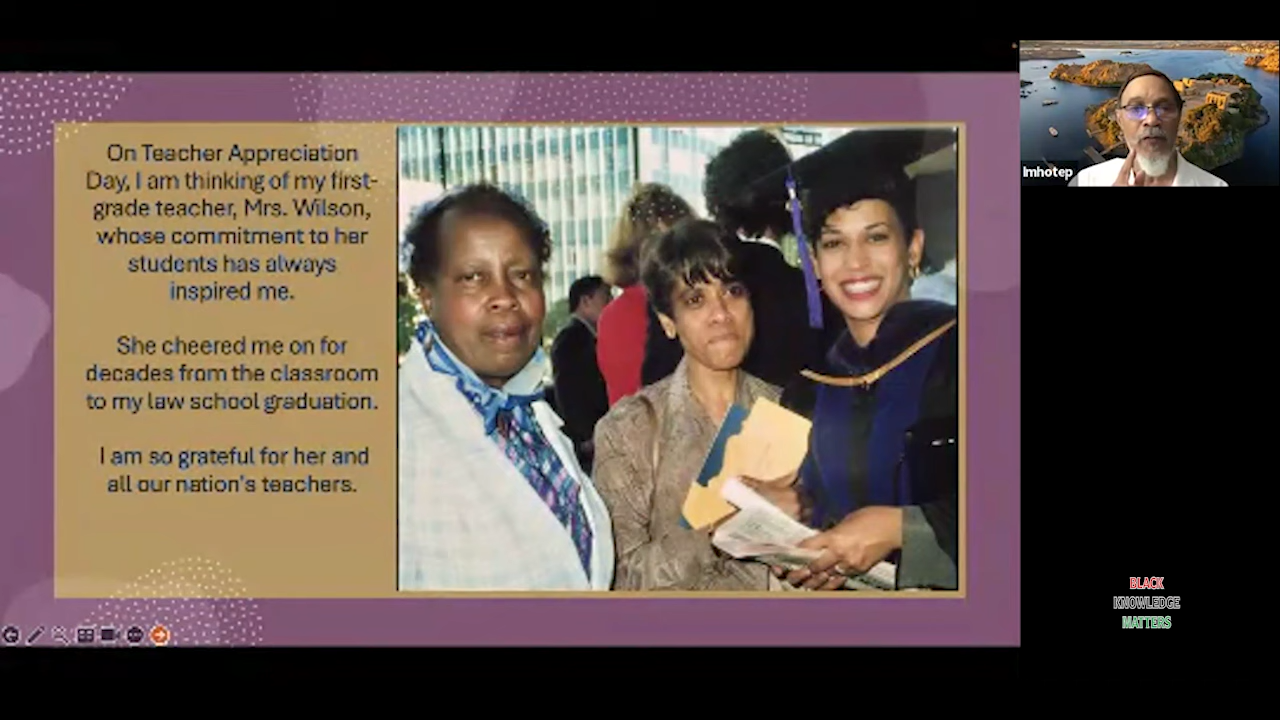 On Teacher Appreciation
Day, I am thinking of my first-
grade teacher, Mrs. Wilson,
whose commitment to her
students has always
inspired me.
She cheered me on for
decades from the classroom
to my law school graduation.
I am so grateful for her and
all our nation's teachers.
Imhotep
BLACK
KNOWLEDGE
MATTERS